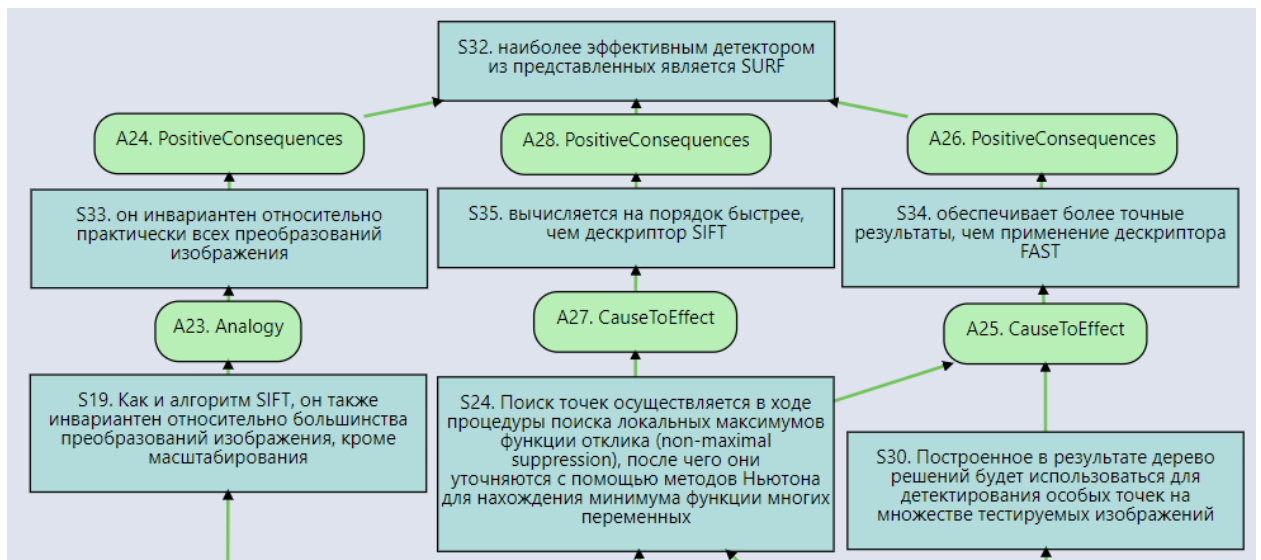 S32. наиболее эффективным детектором
из представленных является SURF
A24. PositiveConsequences
A28. PositiveConsequences
A26. PositiveConsequences
S33. он инвариантен относительно
практически всех преобразований
изображения
S35. вычисляется на порядок быстрее,
чем дескриптор SIFT
S34. обеспечивает более точные
результаты, чем применение дескриптора
FAST
A23. Analogy
A27. CauseToEffect
A25. CauseToEffect
S19. Как и алгоритм SIFT, он также
инвариантен относительно большинства
преобразований изображения, кроме
масштабирования
S24. Поиск точек осуществляется в ходе
процедуры поиска локальных максимумов
функции отклика (non-maximal
suppression), после чего они
уточняются с помощью методов Ньютона
для нахождения минимума функции многих
переменных
S30. Построенное в результате дерево
решений будет использоваться для
детектирования особых точек на
множестве тестируемых изображений